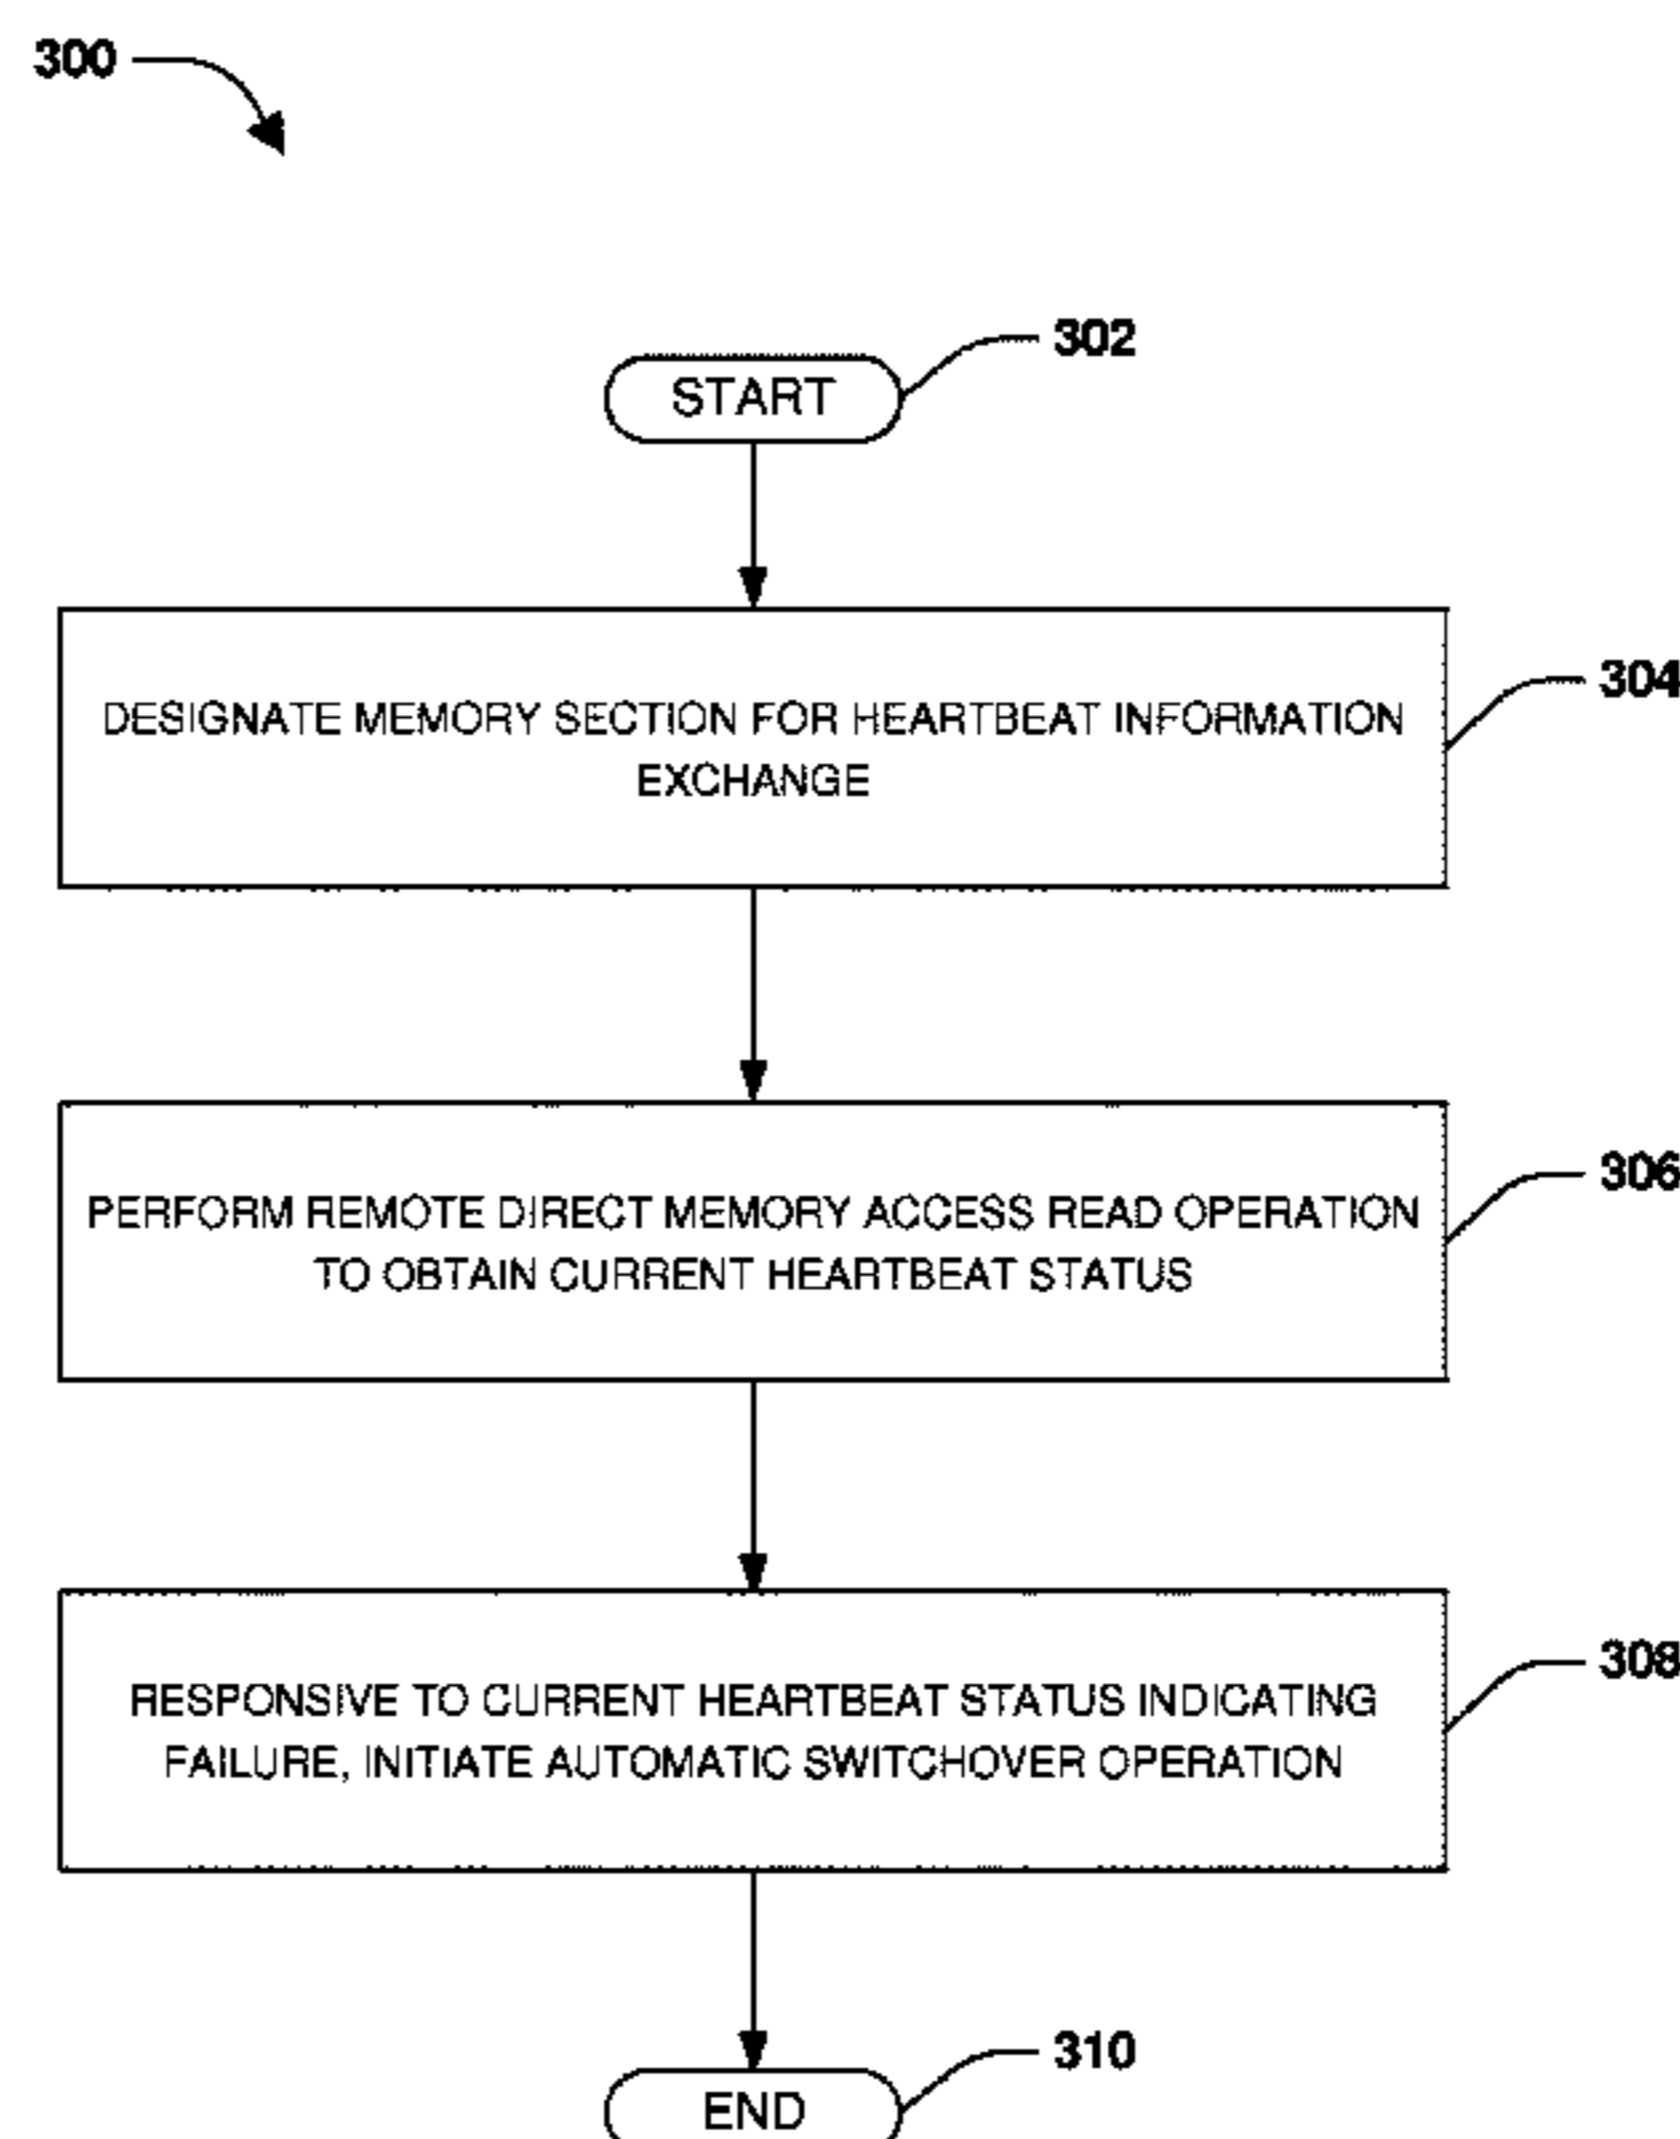 300
302
START
304
DESIGNATE MEMORY SECTION FOR HEARTBEAT INFORMATION
EXCHANGE
306
PERFORM REMOTE DIRECT MEMORY ACCESS READ OPERATION
TO OBTAIN CURRENT HEARTBEAT STATUS
308
RESPONSIVE TO CURRENT HEARTBEAT STATUS INDICATING
FAILURE, INITIATE AUTOMATIC SWITCHOVER OPERATION
310
END